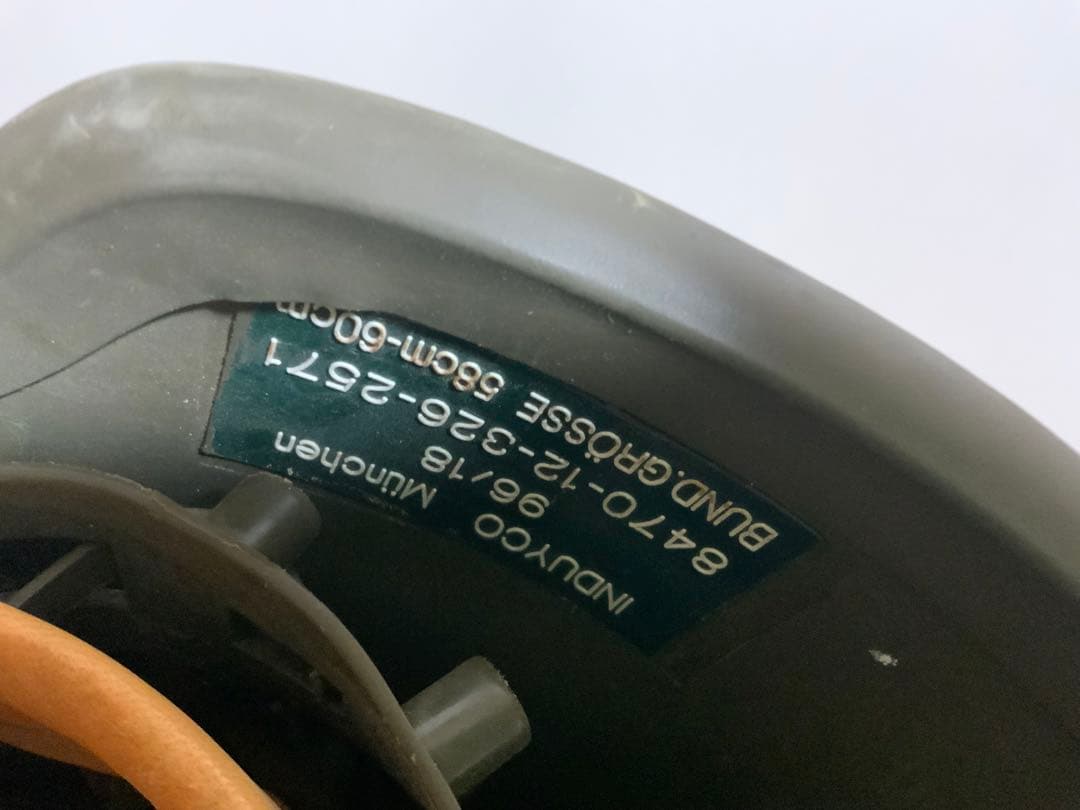 INDUYCO München
96/18
8470-12-326-2571
BUND.GRÖSSE 58cm-60cm